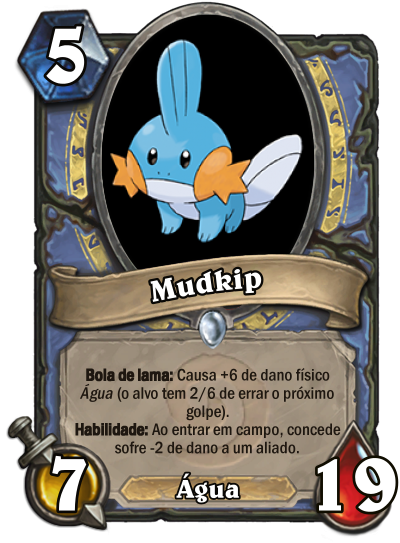 5
Mudkip
Bola de lama: Causa +6 de dano físico
Água (o alvo tem 2/6 de errar o próximo
golpe).
Habilidade: Ao entrar em campo, concede
sofre -2 de dano a um aliado.
7
Água
19